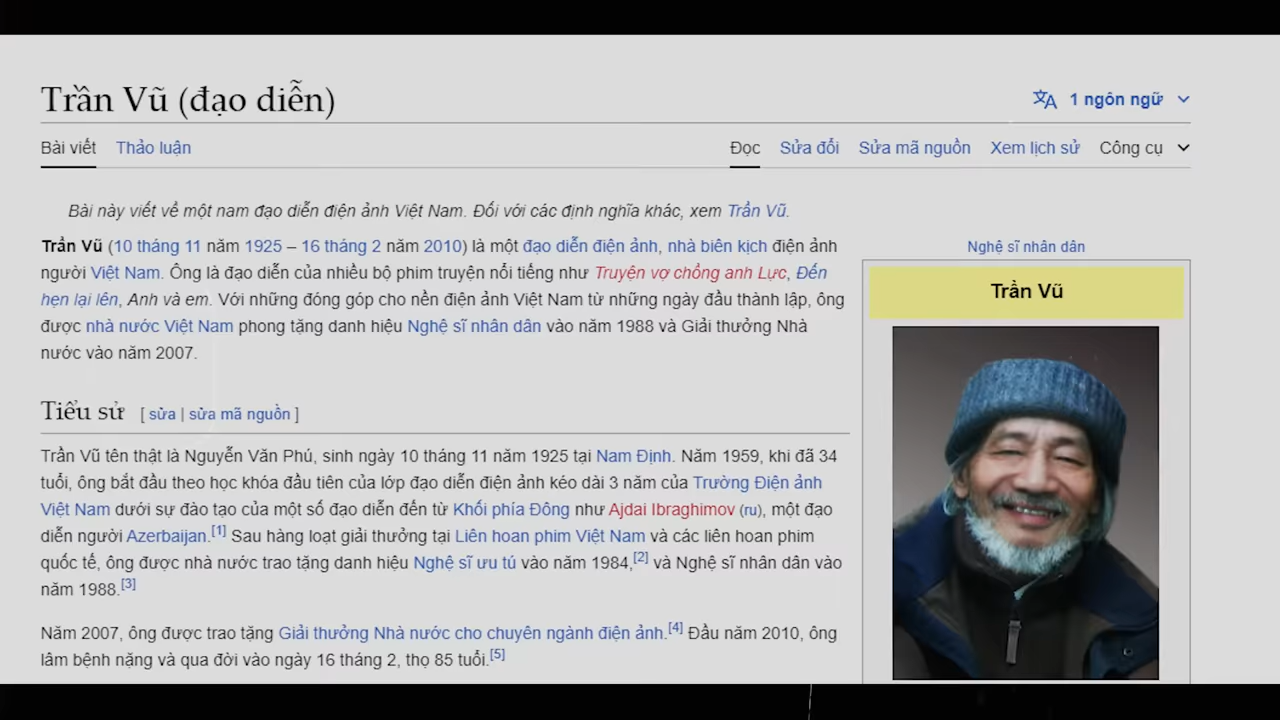 Trần Vũ (đạo diễn)
1 ngôn ngữ
Bài viết Thảo luận Đọc Sửa đổi Sửa mã nguồn Xem lịch sử Công cụ
Bài này viết về một nam đạo diễn điện ảnh Việt Nam. Đối với các định nghĩa khác, xem Trần Vũ.
Trần Vũ (10 tháng 11 năm 1925 – 16 tháng 2 năm 2010) là một đạo diễn điện ảnh, nhà biên kịch điện ảnh
người Việt Nam. Ông là đạo diễn của nhiều bộ phim truyện nổi tiếng như Truyện vợ chồng anh Lực, Đến
hẹn lại lên, Anh và em. Với những đóng góp cho nền điện ảnh Việt Nam từ những ngày đầu thành lập, ông
được nhà nước Việt Nam phong tặng danh hiệu Nghệ sĩ nhân dân vào năm 1988 và Giải thưởng Nhà
nước vào năm 2007.
Tiểu sử [ sửa | sửa mã nguồn ]
Trần Vũ tên thật là Nguyễn Văn Phú, sinh ngày 10 tháng 11 năm 1925 tại Nam Định. Năm 1959, khi đã 34
tuổi, ông bắt đầu theo học khóa đầu tiên của lớp đạo diễn điện ảnh kéo dài 3 năm của Trường Điện ảnh
Việt Nam dưới sự đào tạo của một số đạo diễn đến từ Khối phía Đông như Ajdai Ibraghimov (ru), một đạo
diễn người Azerbaijan.[1] Sau hàng loạt giải thưởng tại Liên hoan phim Việt Nam và các liên hoan phim
quốc tế, ông được nhà nước trao tặng danh hiệu Nghệ sĩ ưu tú vào năm 1984,[2] và Nghệ sĩ nhân dân vào
năm 1988.[3]
Năm 2007, ông được trao tặng Giải thưởng Nhà nước cho chuyên ngành điện ảnh.[4] Đầu năm 2010, ông
lâm bệnh nặng và qua đời vào ngày 16 tháng 2, thọ 85 tuổi.[5]
Nghệ sĩ nhân dân
Trần Vũ